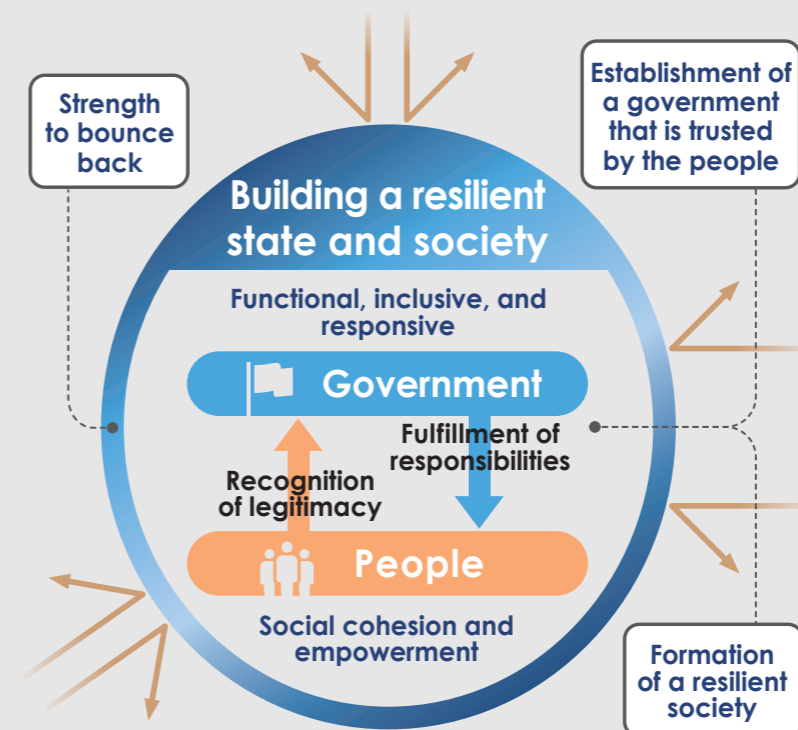 Strength
to bounce
back
Establishment of
a government
that is trusted
by the people
Building a resilient
state and society
Functional, inclusive, and
responsive
Government
Fulfillment of
responsibilities
Recognition
of legitimacy
People
Social cohesion and
empowerment
Formation
of a resilient
society